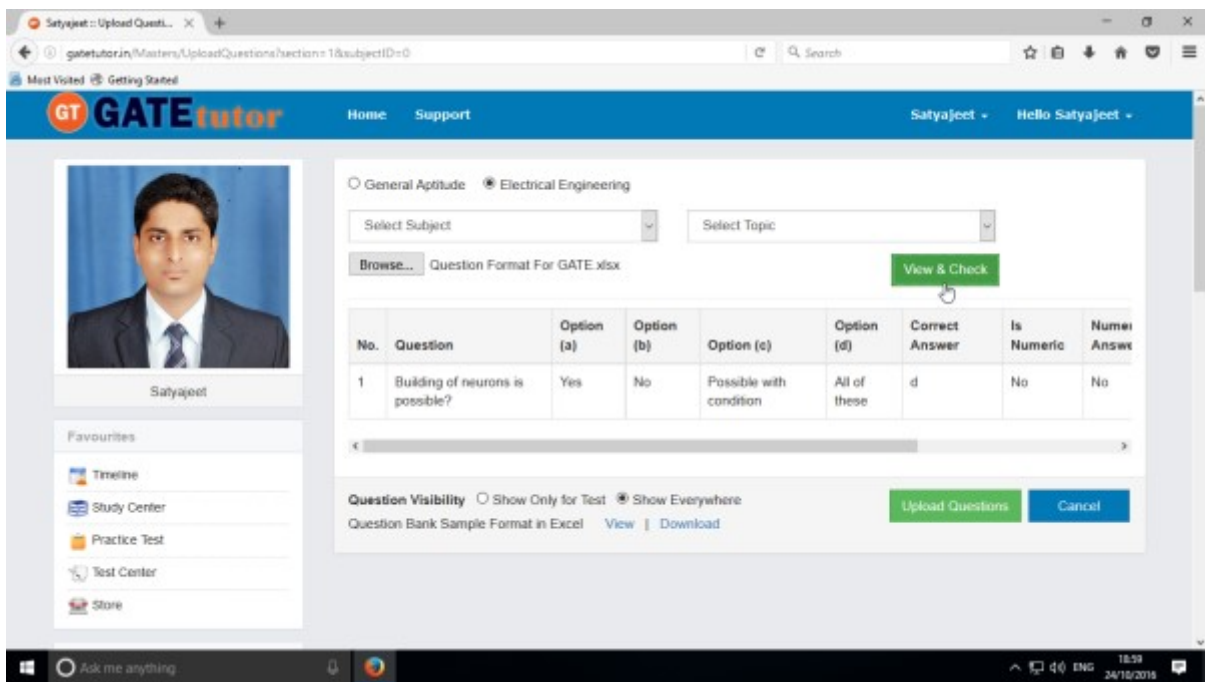 Satyajeet :: Upload Questi...
gatetutor.in/Masters/UploadQuestions?section=1&subjectID=0
Search
Most Visited Getting Started
GT GATEtutor Home Support Satyajeet Hello Satyajeet
General Aptitude Electrical Engineering
Select Subject Select Topic
Browse... Question Format For GATE.xlsx View & Check
No. Question Option (a) Option (b) Option (c) Option (d) Correct Answer Is Numeric
1 Building of neurons is possible? Yes No Possible with condition All of these d No No
Question Visibility Show Only for Test Show Everywhere
Question Bank Sample Format in Excel View | Download
Upload Questions Cancel
Satyajeet
Favourites
Timeline
Study Center
Practice Test
Test Center
Store
Ask me anything
ENG 18:59
24/10/2016